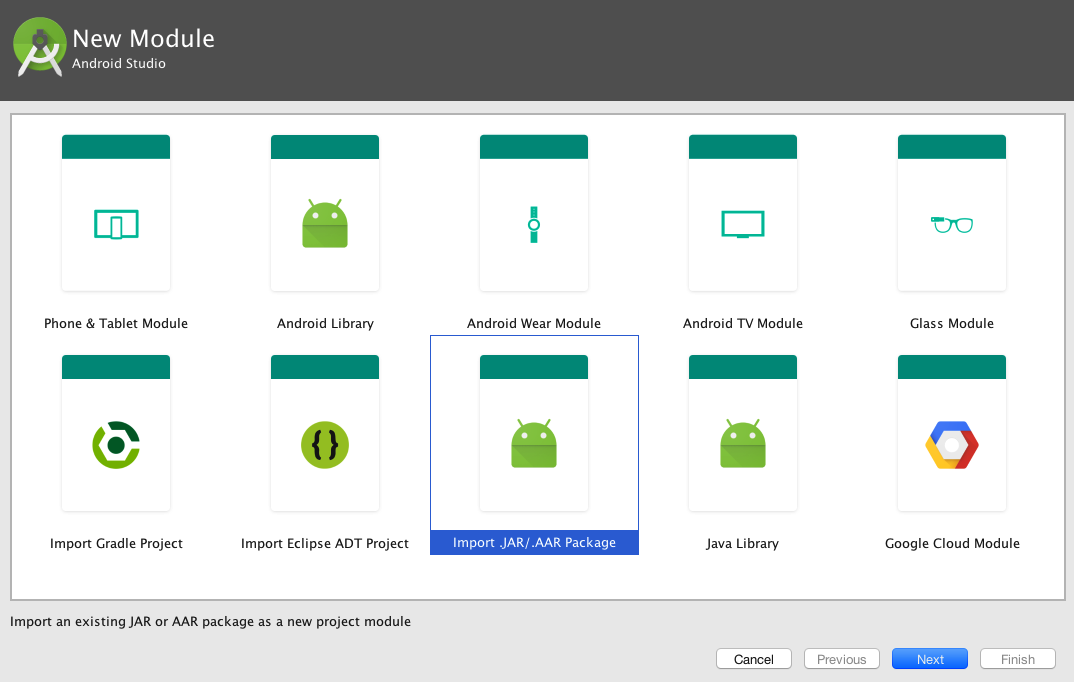 New Module
Android Studio
Phone & Tablet Module
Android Library
Android Wear Module
Android TV Module
Glass Module
{}
Import Gradle Project
Import Eclipse ADT Project
Import .JAR/.AAR Package
Java Library
Google Cloud Module
Import an existing JAR or AAR package as a new project module
Cancel
Previous
Next
Finish